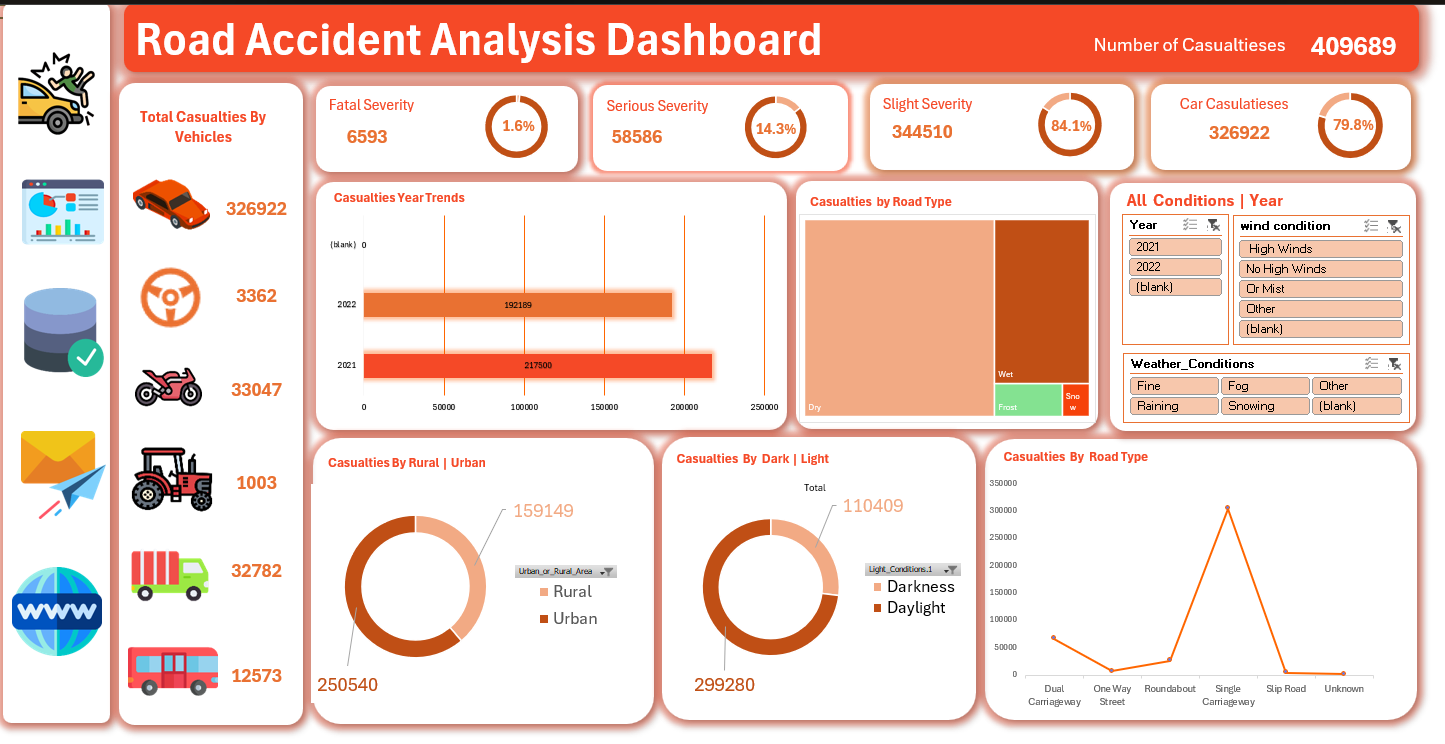 Road Accident Analysis Dashboard
Number of Casualtieses 409689
Total Casualties By
Vehicles
326922
3362
33047
1003
32782
12573
WWW
Fatal Severity
6593
1.6%
Serious Severity
58586
14.3%
Slight Severity
344510
84.1%
Car Casulatieses
326922
79.8%
Casualties Year Trends
(blank) 0
2022 192189
2021 217500
0 50000 100000 150000 200000 250000
Casualties by Road Type
Dry
Wet
Frost
Sno
w
All Conditions | Year
Year
2021
2022
(blank)
wind condition
High Winds
No High Winds
Or Mist
Other
(blank)
Weather_Conditions
Fine Fog Other
Raining Snowing (blank)
Casualties By Rural | Urban
159149
Urban_or_Rural_Area
Rural
Urban
250540
Casualties By Dark | Light
Total
110409
Light_Conditions.1
Darkness
Daylight
299280
Casualties By Road Type
350000
300000
250000
200000
150000
100000
50000
0
Dual
Carriageway
One Way
Street
Roundabout
Single
Carriageway
Slip Road
Unknown